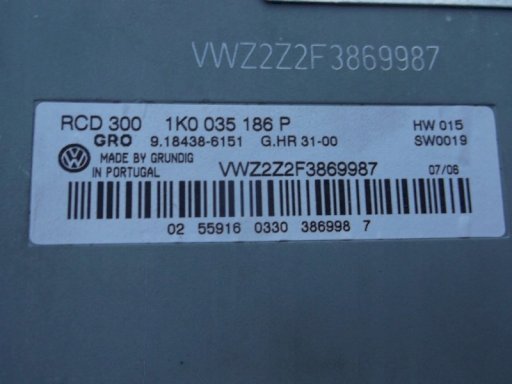 VWZ2Z2F3869987
RCD 300 1K0 035 186 P HW 015
GRO 9.18438-6151 G.HR 31-00 SW0019
MADE BY GRUNDIG
IN PORTUGAL VWZ2Z2F3869987 07/06
02 55916 0330 386998 7